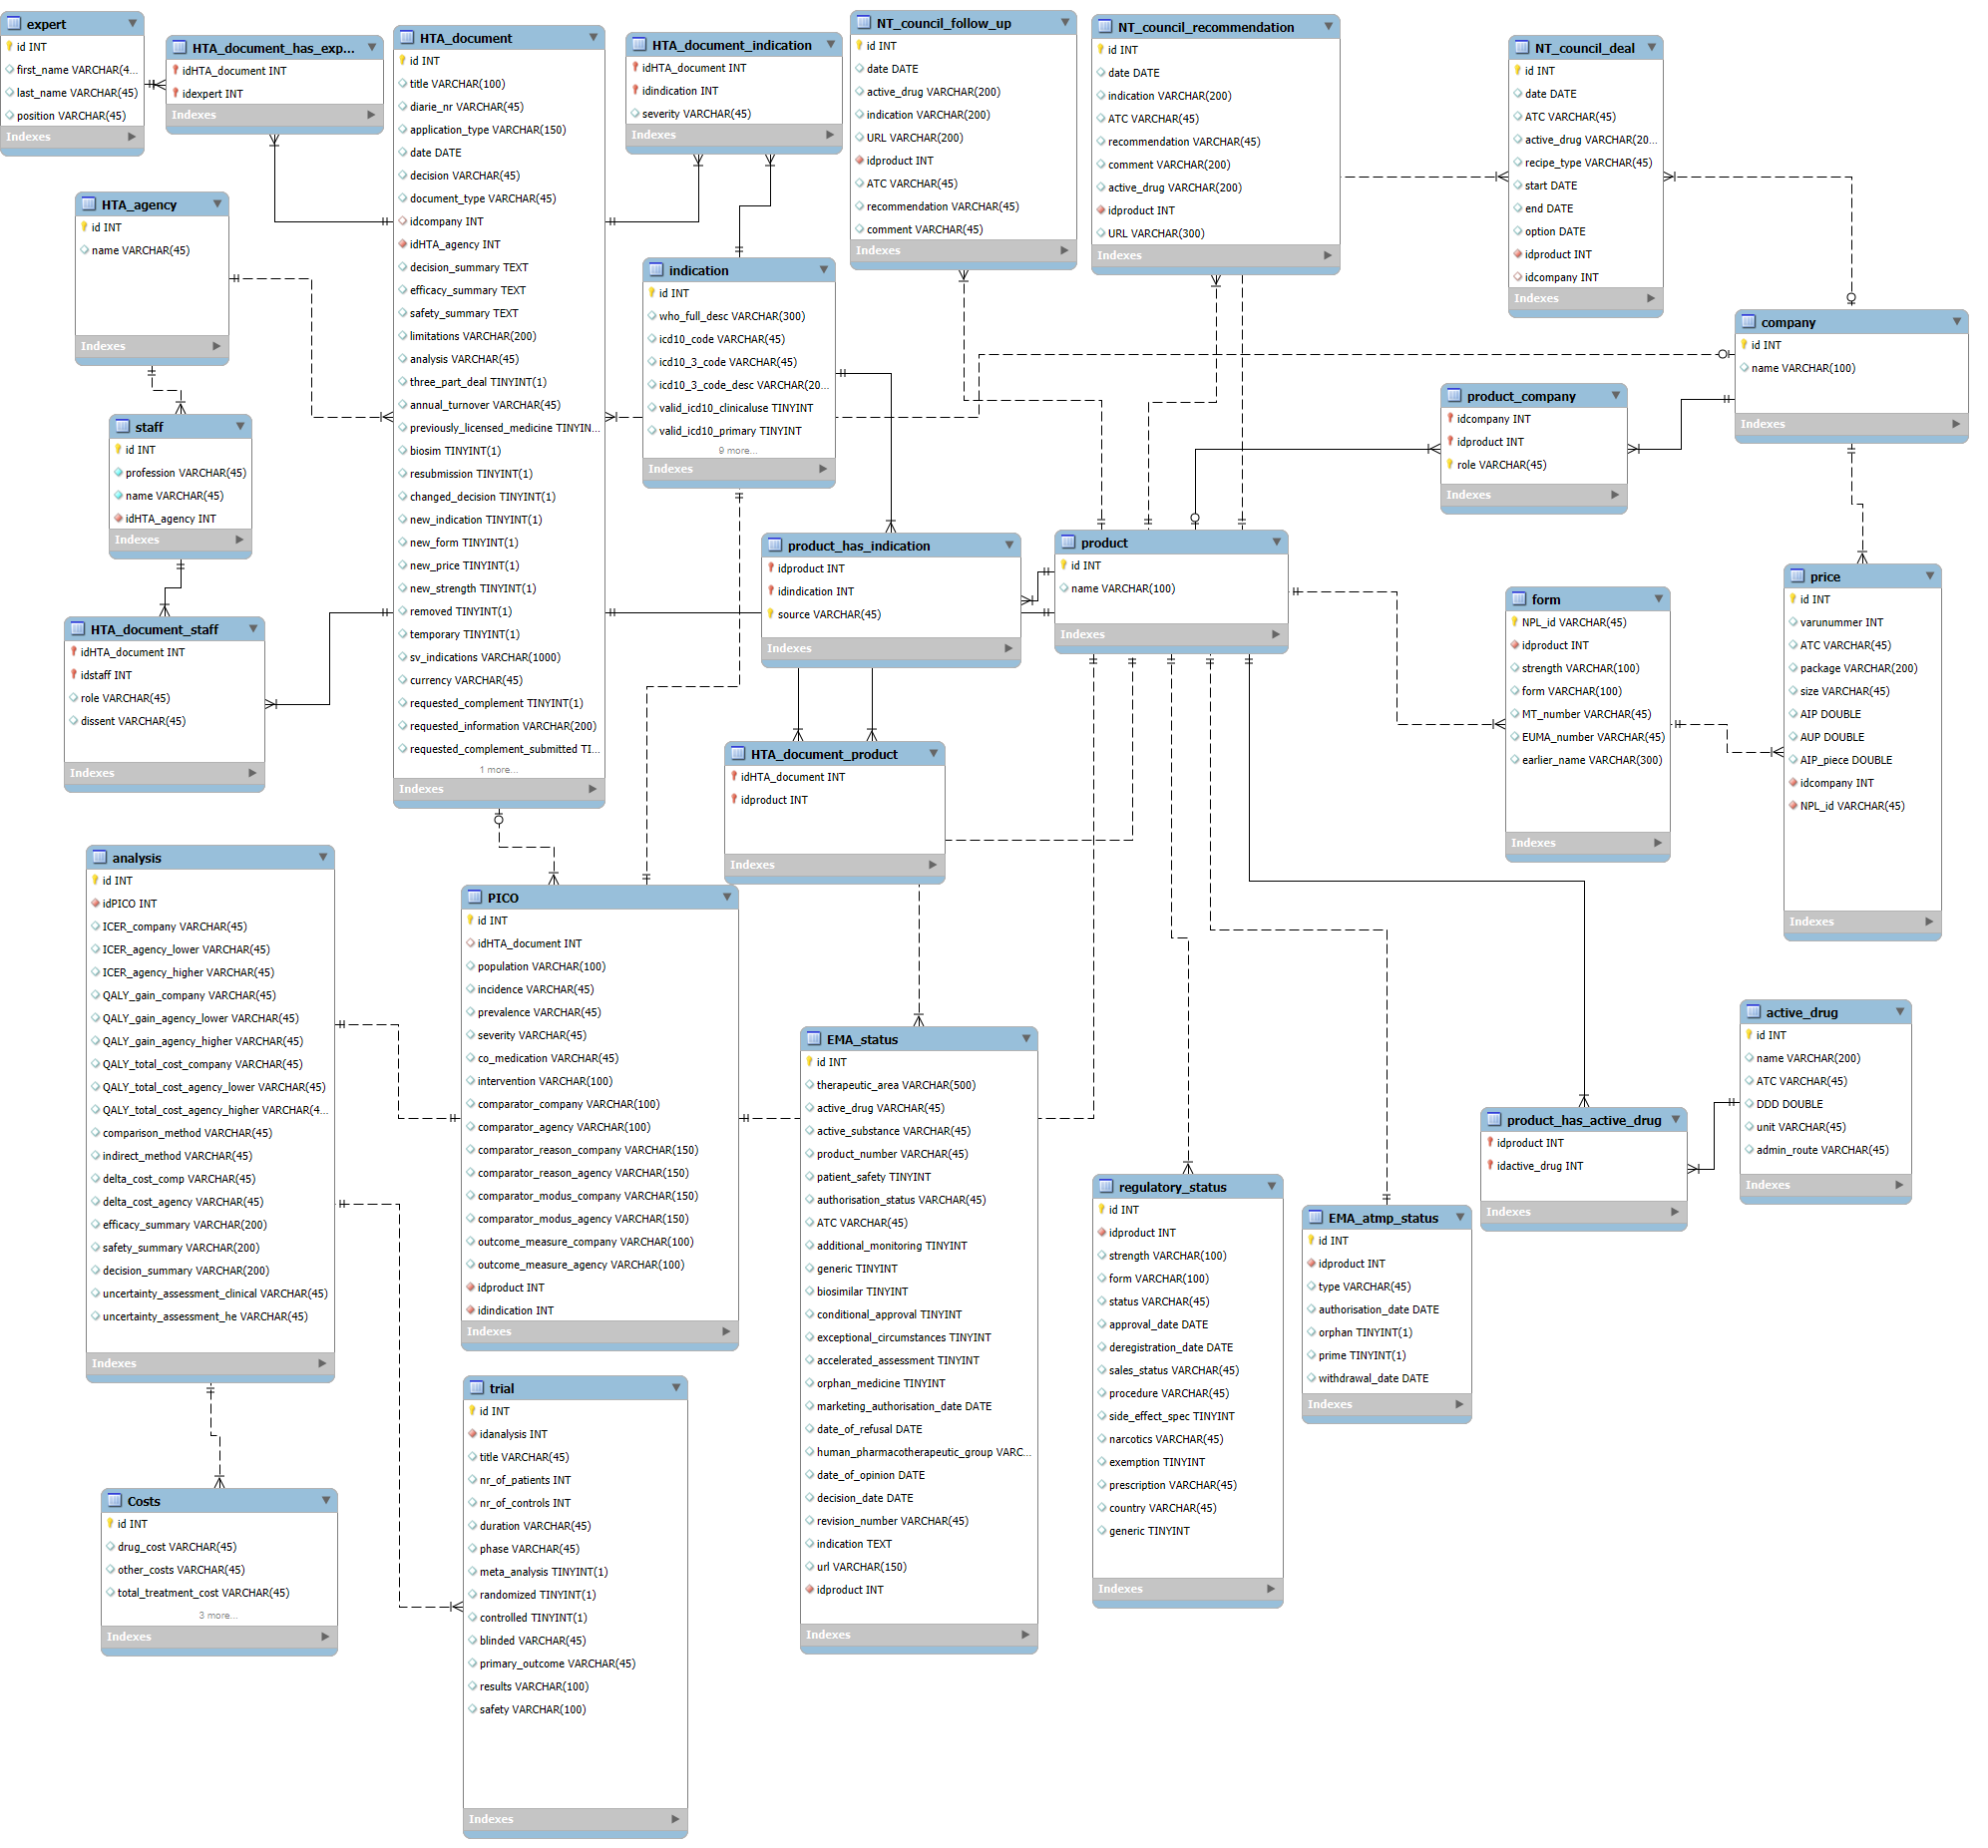 expert
id INT
first_name VARCHAR(4...
last_name VARCHAR(45)
position VARCHAR(45)
Indexes
HTA_document_has_exp...
idHTA_document INT
idexpert INT
Indexes
HTA_document
id INT
title VARCHAR(100)
diarie_nr VARCHAR(45)
application_type VARCHAR(150)
date DATE
decision VARCHAR(45)
document_type VARCHAR(45)
idcompany INT
idHTA_agency INT
decision_summary TEXT
efficacy_summary TEXT
safety_summary TEXT
limitations VARCHAR(200)
analysis VARCHAR(45)
three_part_deal TINYINT(1)
annual_turnover VARCHAR(45)
previously_licensed_medicine TINYIN...
biosim TINYINT(1)
resubmission TINYINT(1)
changed_decision TINYINT(1)
new_indication TINYINT(1)
new_form TINYINT(1)
new_price TINYINT(1)
new_strength TINYINT(1)
removed TINYINT(1)
temporary TINYINT(1)
sv_indications VARCHAR(1000)
currency VARCHAR(45)
requested_complement TINYINT(1)
requested_information VARCHAR(200)
requested_complement_submitted TI...
1 more...
Indexes
HTA_document_indication
idHTA_document INT
idindication INT
severity VARCHAR(45)
Indexes
NT_council_follow_up
id INT
date DATE
active_drug VARCHAR(200)
indication VARCHAR(200)
URL VARCHAR(200)
idproduct INT
ATC VARCHAR(45)
recommendation VARCHAR(45)
comment VARCHAR(45)
Indexes
NT_council_recommendation
id INT
date DATE
indication VARCHAR(200)
ATC VARCHAR(45)
recommendation VARCHAR(45)
comment VARCHAR(200)
active_drug VARCHAR(200)
idproduct INT
URL VARCHAR(300)
Indexes
NT_council_deal
id INT
date DATE
ATC VARCHAR(45)
active_drug VARCHAR(20...
recipe_type VARCHAR(45)
start DATE
end DATE
option DATE
idproduct INT
idcompany INT
Indexes
HTA_agency
id INT
name VARCHAR(45)
Indexes
indication
id INT
who_full_desc VARCHAR(300)
icd10_code VARCHAR(45)
icd10_3_code VARCHAR(45)
icd10_3_code_desc VARCHAR(20...
valid_icd10_clinicaluse TINYINT
valid_icd10_primary TINYINT
9 more...
Indexes
company
id INT
name VARCHAR(100)
Indexes
product_company
idcompany INT
idproduct INT
role VARCHAR(45)
Indexes
staff
id INT
profession VARCHAR(45)
name VARCHAR(45)
idHTA_agency INT
Indexes
product_has_indication
idproduct INT
idindication INT
source VARCHAR(45)
Indexes
product
id INT
name VARCHAR(100)
Indexes
form
NPL_id VARCHAR(45)
idproduct INT
strength VARCHAR(100)
form VARCHAR(100)
MT_number VARCHAR(45)
EUMA_number VARCHAR(45)
earlier_name VARCHAR(300)
Indexes
price
id INT
varunummer INT
ATC VARCHAR(45)
package VARCHAR(200)
size VARCHAR(45)
AIP DOUBLE
AUP DOUBLE
AIP_piece DOUBLE
idcompany INT
NPL_id VARCHAR(45)
Indexes
HTA_document_staff
idHTA_document INT
idstaff INT
role VARCHAR(45)
dissent VARCHAR(45)
Indexes
HTA_document_product
idHTA_document INT
idproduct INT
Indexes
analysis
id INT
idPICO INT
ICER_company VARCHAR(45)
ICER_agency_lower VARCHAR(45)
ICER_agency_higher VARCHAR(45)
QALY_gain_company VARCHAR(45)
QALY_gain_agency_lower VARCHAR(45)
QALY_gain_agency_higher VARCHAR(45)
QALY_total_cost_company VARCHAR(45)
QALY_total_cost_agency_lower VARCHAR(45)
QALY_total_cost_agency_higher VARCHAR(4...
comparison_method VARCHAR(45)
indirect_method VARCHAR(45)
delta_cost_comp VARCHAR(45)
delta_cost_agency VARCHAR(45)
efficacy_summary VARCHAR(200)
safety_summary VARCHAR(200)
decision_summary VARCHAR(200)
uncertainty_assessment_clinical VARCHAR(45)
uncertainty_assessment_he VARCHAR(45)
Indexes
PICO
id INT
idHTA_document INT
population VARCHAR(100)
incidence VARCHAR(45)
prevalence VARCHAR(45)
severity VARCHAR(45)
co_medication VARCHAR(45)
intervention VARCHAR(100)
comparator_company VARCHAR(100)
comparator_agency VARCHAR(100)
comparator_reason_company VARCHAR(150)
comparator_reason_agency VARCHAR(150)
comparator_modus_company VARCHAR(150)
comparator_modus_agency VARCHAR(150)
outcome_measure_company VARCHAR(100)
outcome_measure_agency VARCHAR(100)
idproduct INT
idindication INT
Indexes
EMA_status
id INT
therapeutic_area VARCHAR(500)
active_drug VARCHAR(45)
active_substance VARCHAR(45)
product_number VARCHAR(45)
patient_safety TINYINT
authorisation_status VARCHAR(45)
ATC VARCHAR(45)
additional_monitoring TINYINT
generic TINYINT
biosimilar TINYINT
conditional_approval TINYINT
exceptional_circumstances TINYINT
accelerated_assessment TINYINT
orphan_medicine TINYINT
marketing_authorisation_date DATE
date_of_refusal DATE
human_pharmacotherapeutic_group VARC...
date_of_opinion DATE
decision_date DATE
revision_number VARCHAR(45)
indication TEXT
url VARCHAR(150)
idproduct INT
Indexes
regulatory_status
id INT
idproduct INT
strength VARCHAR(100)
form VARCHAR(100)
status VARCHAR(45)
approval_date DATE
deregistration_date DATE
sales_status VARCHAR(45)
procedure VARCHAR(45)
side_effect_spec TINYINT
narcotics VARCHAR(45)
exemption TINYINT
prescription VARCHAR(45)
country VARCHAR(45)
generic TINYINT
Indexes
EMA_atmp_status
id INT
idproduct INT
type VARCHAR(45)
authorisation_date DATE
orphan TINYINT(1)
prime TINYINT(1)
withdrawal_date DATE
Indexes
product_has_active_drug
idproduct INT
idactive_drug INT
Indexes
active_drug
id INT
name VARCHAR(200)
ATC VARCHAR(45)
DDD DOUBLE
unit VARCHAR(45)
admin_route VARCHAR(45)
Indexes
trial
id INT
idanalysis INT
title VARCHAR(45)
nr_of_patients INT
nr_of_controls INT
duration VARCHAR(45)
phase VARCHAR(45)
meta_analysis TINYINT(1)
randomized TINYINT(1)
controlled TINYINT(1)
blinded VARCHAR(45)
primary_outcome VARCHAR(45)
results VARCHAR(100)
safety VARCHAR(100)
Indexes
Costs
id INT
drug_cost VARCHAR(45)
other_costs VARCHAR(45)
total_treatment_cost VARCHAR(45)
3 more...
Indexes